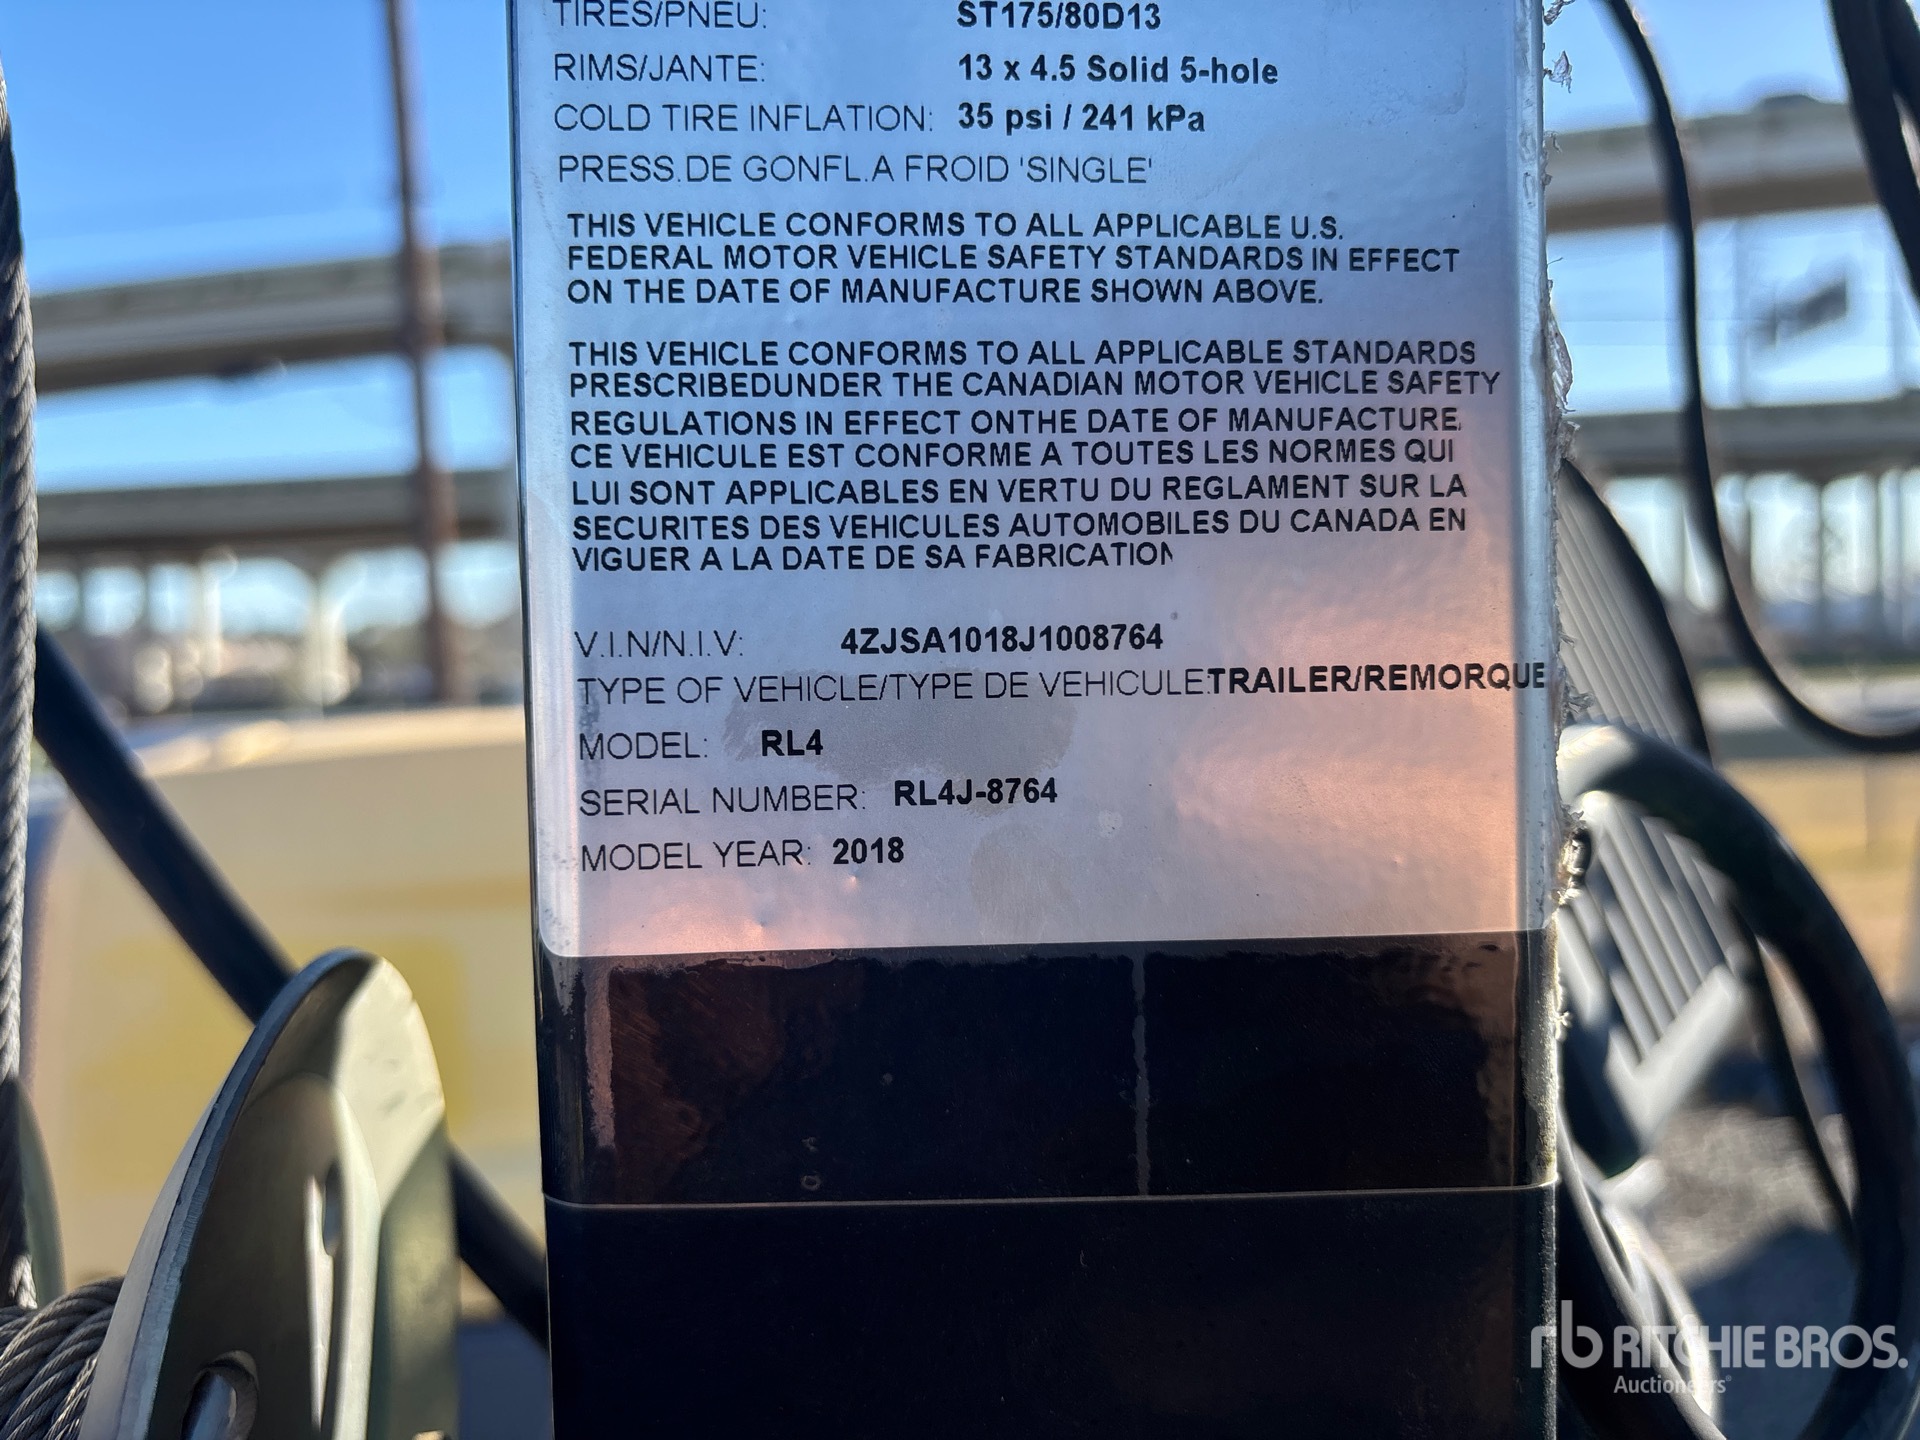 TIRES/PNEU: ST175/80D13
RIMS/JANTE: 13 x 4.5 Solid 5-hole
COLD TIRE INFLATION: 35 psi / 241 kPa
PRESS.DE GONFL.A FROID 'SINGLE'
THIS VEHICLE CONFORMS TO ALL APPLICABLE U.S.
FEDERAL MOTOR VEHICLE SAFETY STANDARDS IN EFFECT
ON THE DATE OF MANUFACTURE SHOWN ABOVE.
THIS VEHICLE CONFORMS TO ALL APPLICABLE STANDARDS
PRESCRIBEDUNDER THE CANADIAN MOTOR VEHICLE SAFETY
REGULATIONS IN EFFECT ONTHE DATE OF MANUFACTURE.
CE VEHICULE EST CONFORME A TOUTES LES NORMES QUI
LUI SONT APPLICABLES EN VERTU DU REGLAMENT SUR LA
SECURITES DES VEHICULES AUTOMOBILES DU CANADA EN
VIGUER A LA DATE DE SA FABRICATION
V.I.N/N.I.V: 4ZJSA1018J1008764
TYPE OF VEHICLE/TYPE DE VEHICULE:TRAILER/REMORQUE
MODEL: RL4
SERIAL NUMBER: RL4J-8764
MODEL YEAR: 2018
rb RITCHIE BROS.
Auctioneers